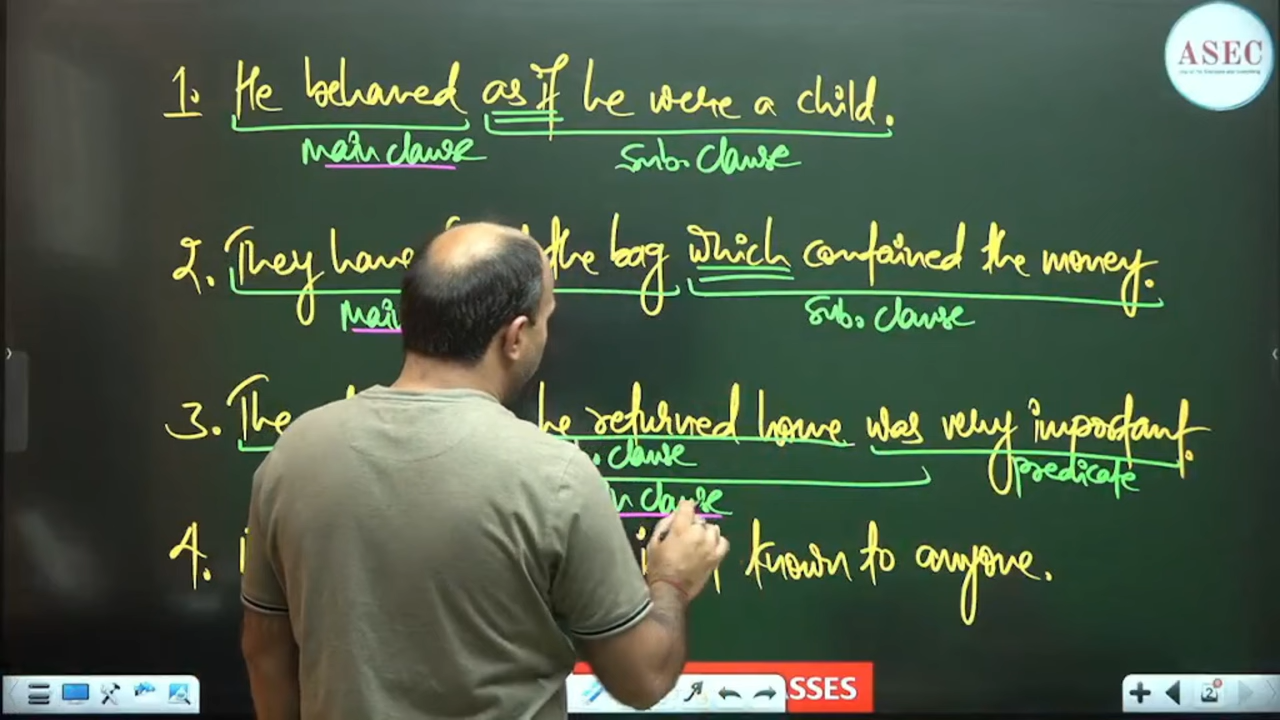 ASEC
1. He behaved as if he were a child.
main clause sub. clause
2. They have the bag which contained the money.
sub. clause
3. The he returned home was very important.
clause predicate
clause
4. known to anyone.
2